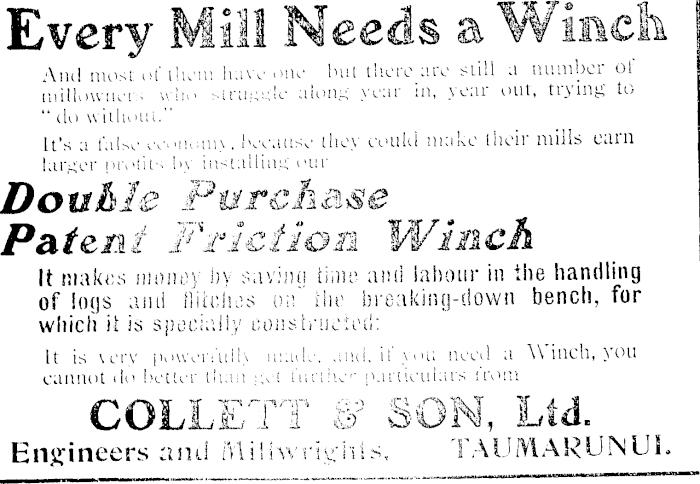 Every Mill Needs a Winch
And most of them have one but there are still a number of
millowners who struggle along year in, year out, trying to
"do without."
It's a false economy, because they could make their mills earn
larger profits by installing our
Double Purchase
Patent Friction Winch
It makes money by saving time and labour in the handling
of logs and flitches on the breaking-down bench, for
which it is specially constructed:
It is very powerfully made, and, if you need a Winch, you
cannot do better than get further particulars from
COLLETT & SON, Ltd.
Engineers and Millwrights, TAUMARUNUI.